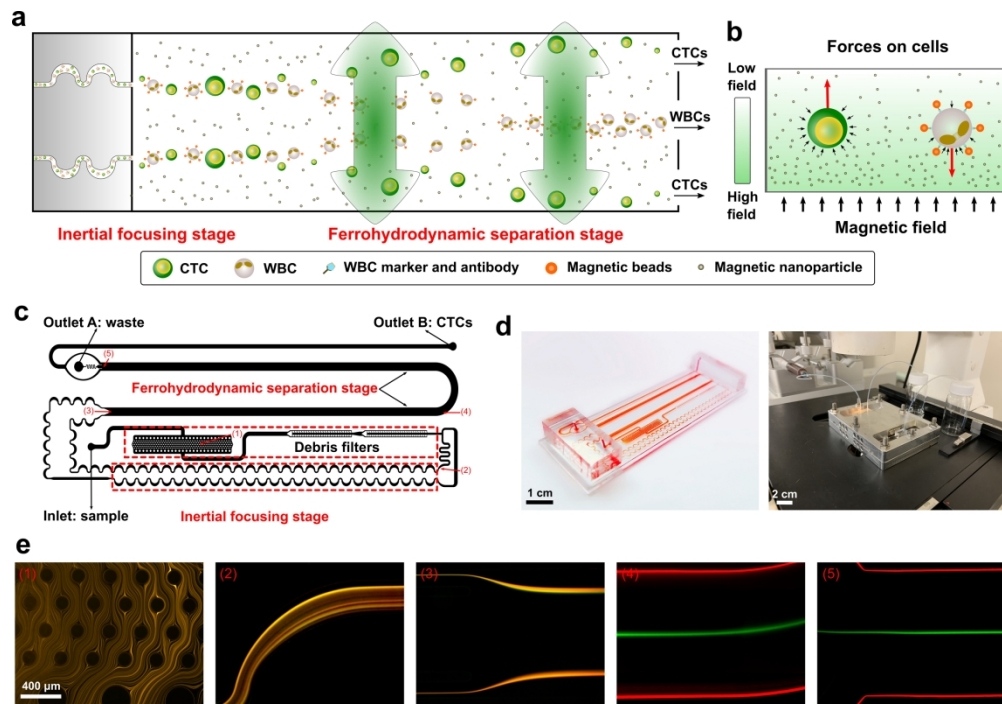 a
CTCs
WBCs
CTCs
Inertial focusing stage
Ferrohydrodynamic separation stage
b
Forces on cells
Low
field
High
field
Magnetic field
CTC
WBC
WBC marker and antibody
Magnetic beads
Magnetic nanoparticle
c
Outlet A: waste
Outlet B: CTCs
(5)
Ferrohydrodynamic
separation stage
(3)
(4)
(1)
Debris filters
(2)
Inlet: sample
Inertial focusing stage
d
1 cm
2 cm
e
(1)
(2)
(3)
(4)
(5)
400 µm